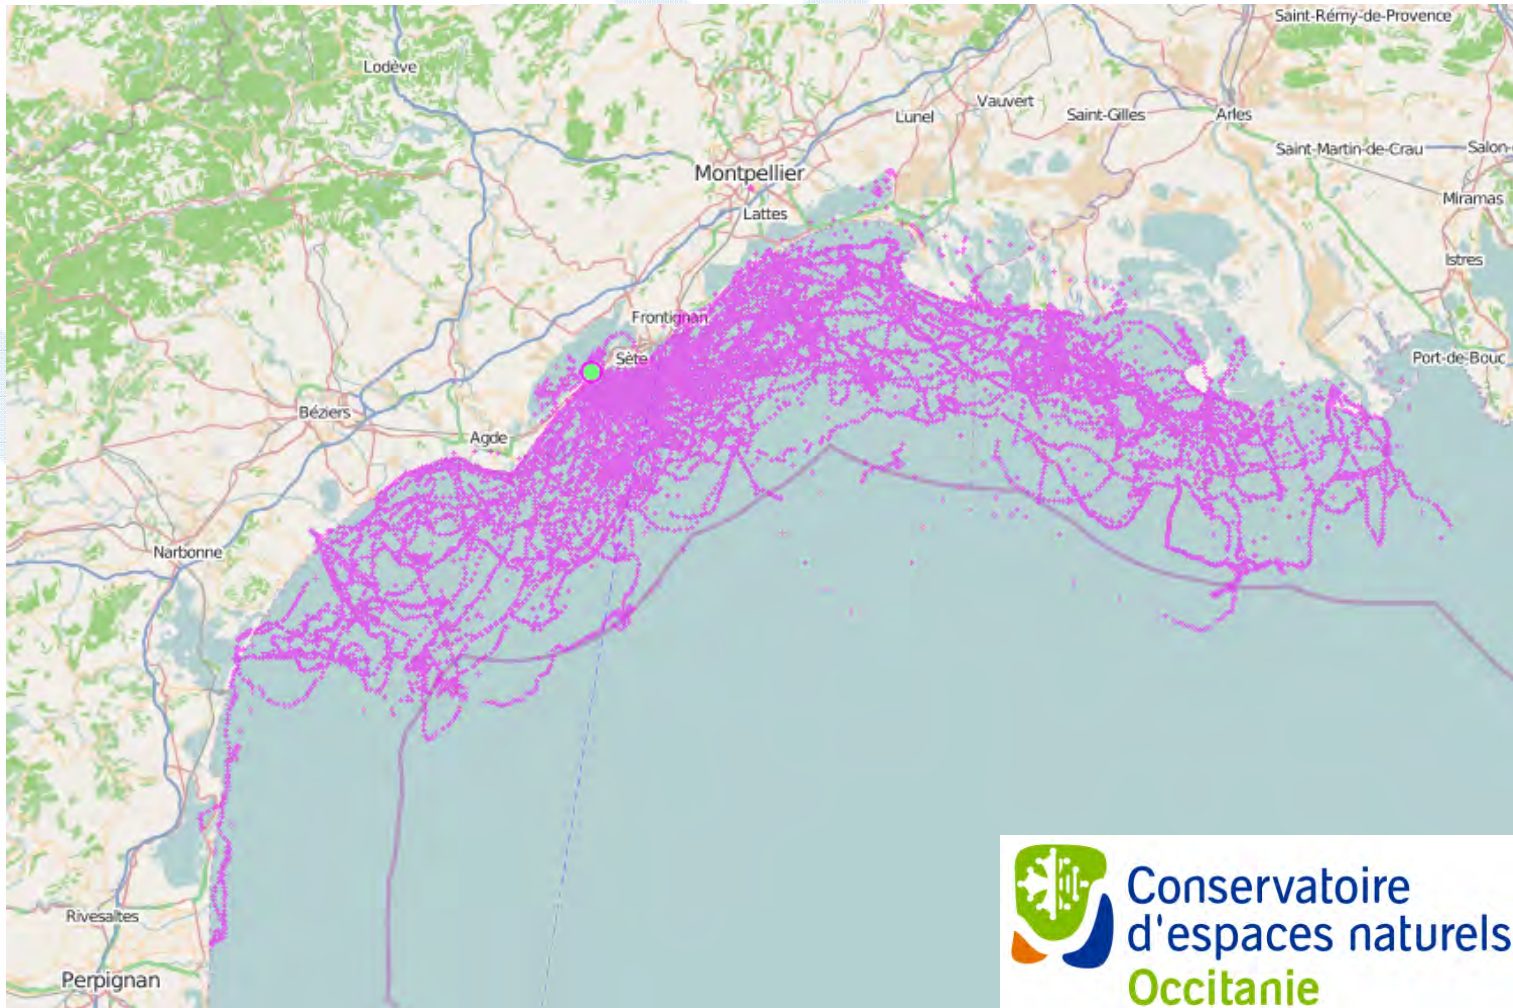 Saint-Rémy-de-Provence
Lodève
Vauvert
Lunel
Saint-Gilles
Arles
Saint-Martin-de-Crau
Salon-
Montpellier
Miramas
Lattes
Istres
Frontignan
Sète
Port-de-Bouc
Béziers
Agde
Narbonne
Rivesaltes
Perpignan
Conservatoire
d'espaces naturels
Occitanie